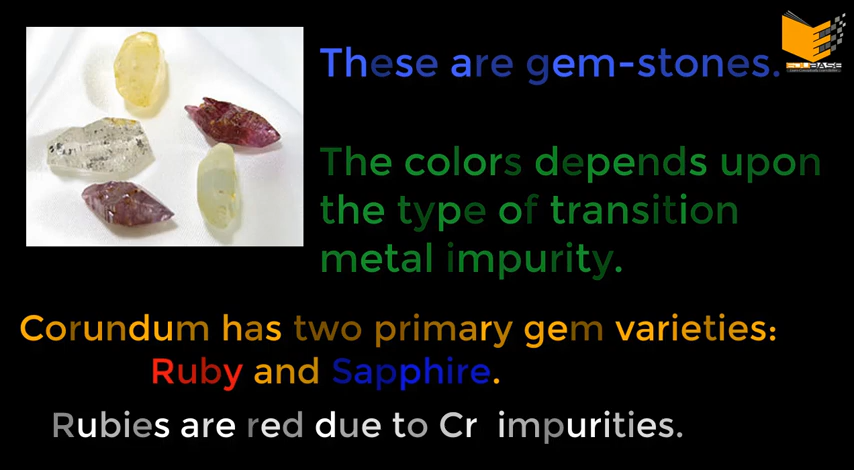 These are gem-stones.
EDUBASE
The colors depends upon
the type of transition
metal impurity.
Corundum has two primary gem varieties:
Ruby and Sapphire.
Rubies are red due to Cr impurities.